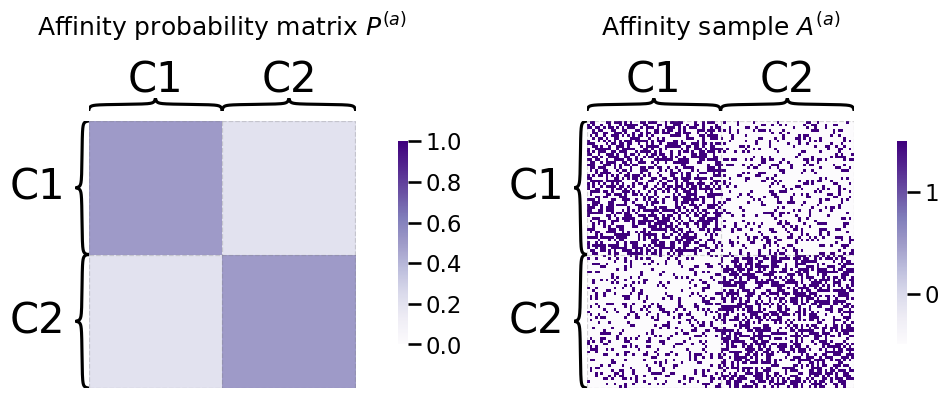 Affinity probability matrix P^(a)
C1 C2
C1
C2
1.0
0.8
0.6
0.4
0.2
0.0
Affinity sample A^(a)
C1 C2
C1
C2
1
0